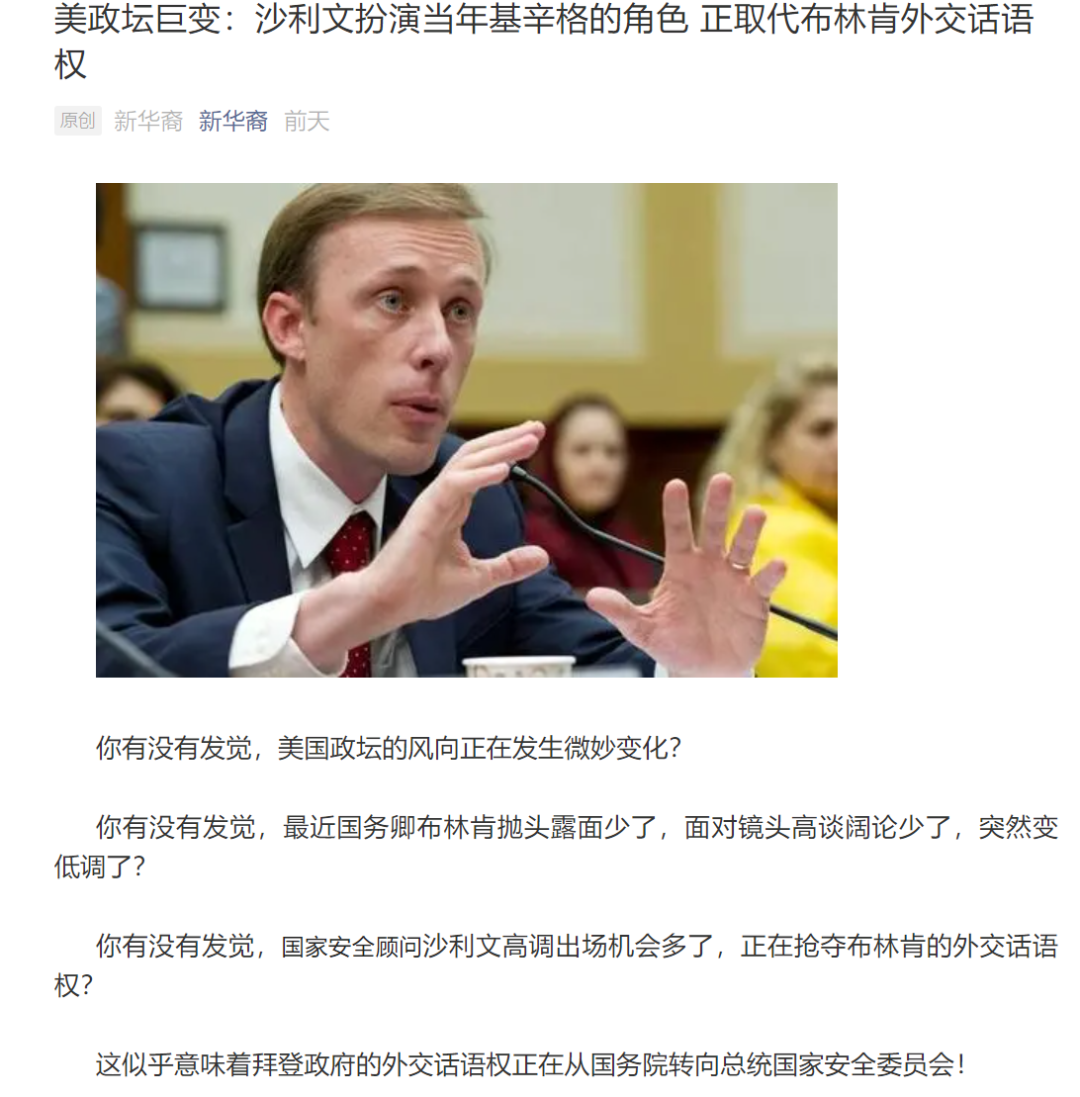 美政坛巨变：沙利文扮演当年基辛格的角色 正取代布林肯外交话语
权
原创 新华裔 新华裔 前天
你有没有发觉，美国政坛的风向正在发生微妙变化？
你有没有发觉，最近国务卿布林肯抛头露面少了，面对镜头高谈阔论少了，突然变
低调了？
你有没有发觉，国家安全顾问沙利文高调出场机会多了，正在抢夺布林肯的外交话语
权？
这似乎意味着拜登政府的外交话语权正在从国务院转向总统国家安全委员会！